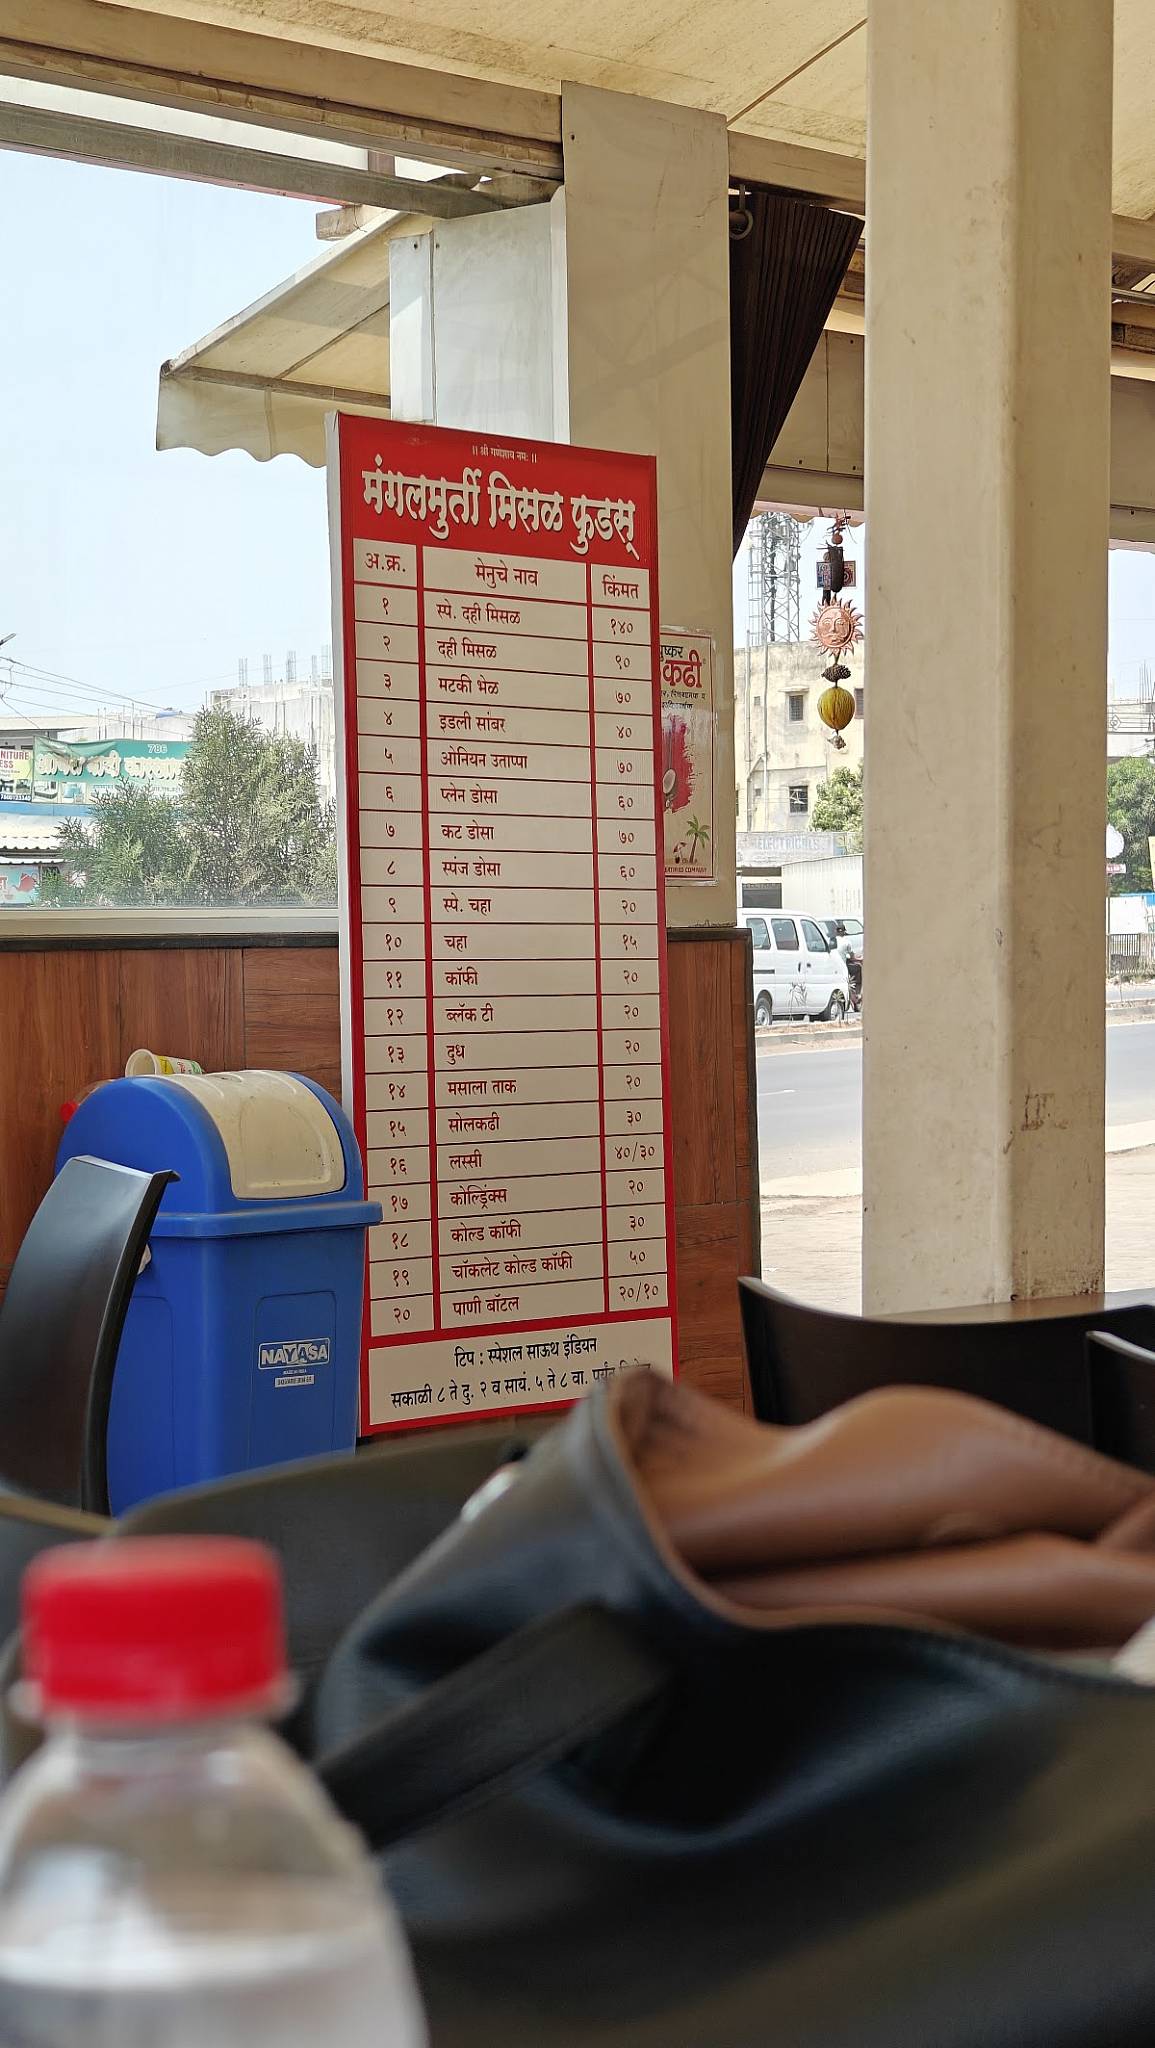 || श्री गणेशाय नमः ||
मंगलमुर्ती मिसळ फुडस्
अ.क्र. मेनुचे नाव किंमत
१ स्पे. दही मिसळ १४०
२ दही मिसळ ९०
३ मटकी भेळ ७०
४ इडली सांबर ४०
५ ओनियन उताप्पा ७०
६ प्लेन डोसा ६०
७ कट डोसा ७०
८ स्पंज डोसा ६०
९ स्पे. चहा २०
१० चहा १५
११ कॉफी २०
१२ ब्लॅक टी २०
१३ दुध २०
१४ मसाला ताक २०
१५ सोलकढी ३०
१६ लस्सी ४०/३०
१७ कोल्ड्रिंक्स २०
१८ कोल्ड कॉफी ३०
१९ चॉकलेट कोल्ड कॉफी ५०
२० पाणी बॉटल २०/१०
टिप : स्पेशल साऊथ इंडियन
सकाळी ८ ते दु. २ व सायं. ५ ते ८ वा. पर्यंत
कढी
786
ELECTRICALS
NAYASA